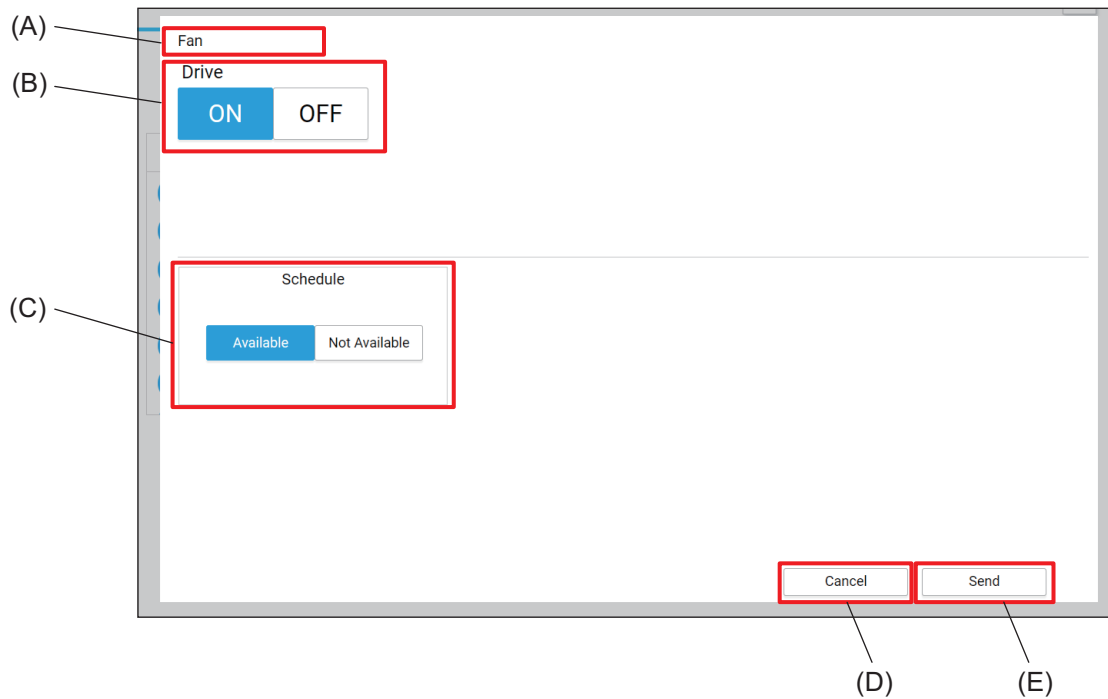 (A)
Fan
(B)
Drive
ON OFF
(C)
Schedule
Available Not Available
Cancel Send
(D) (E)